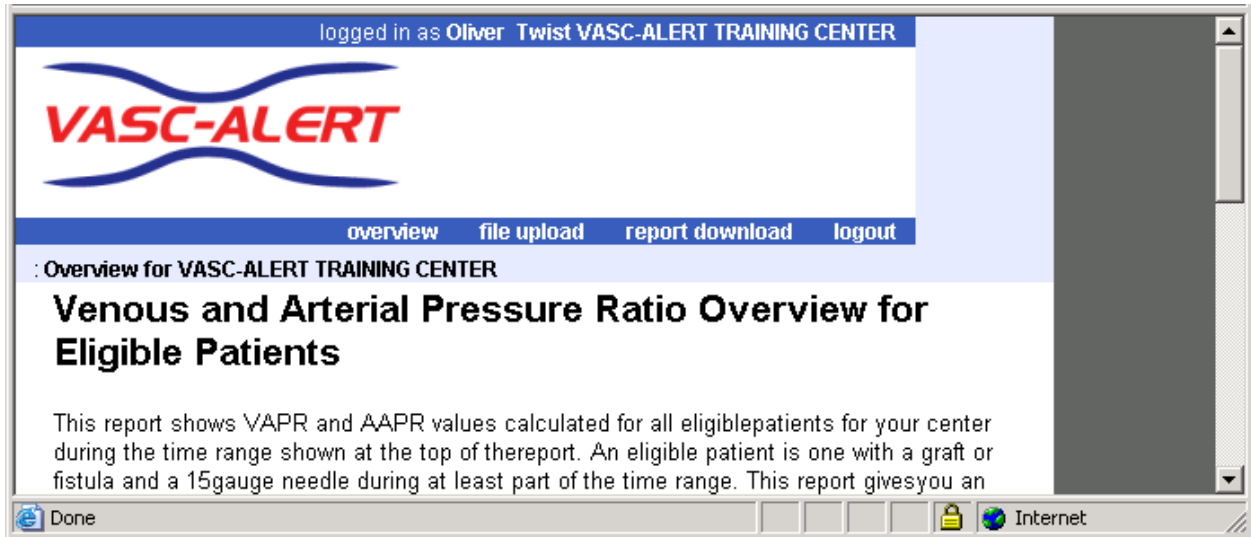 logged in as Oliver Twist VASC-ALERT TRAINING CENTER
VASC-ALERT
overview file upload report download logout
: Overview for VASC-ALERT TRAINING CENTER
Venous and Arterial Pressure Ratio Overview for
Eligible Patients
This report shows VAPR and AAPR values calculated for all eligiblepatients for your center
during the time range shown at the top of thereport. An eligible patient is one with a graft or
fistula and a 15gauge needle during at least part of the time range. This report givesyou an
Done Internet